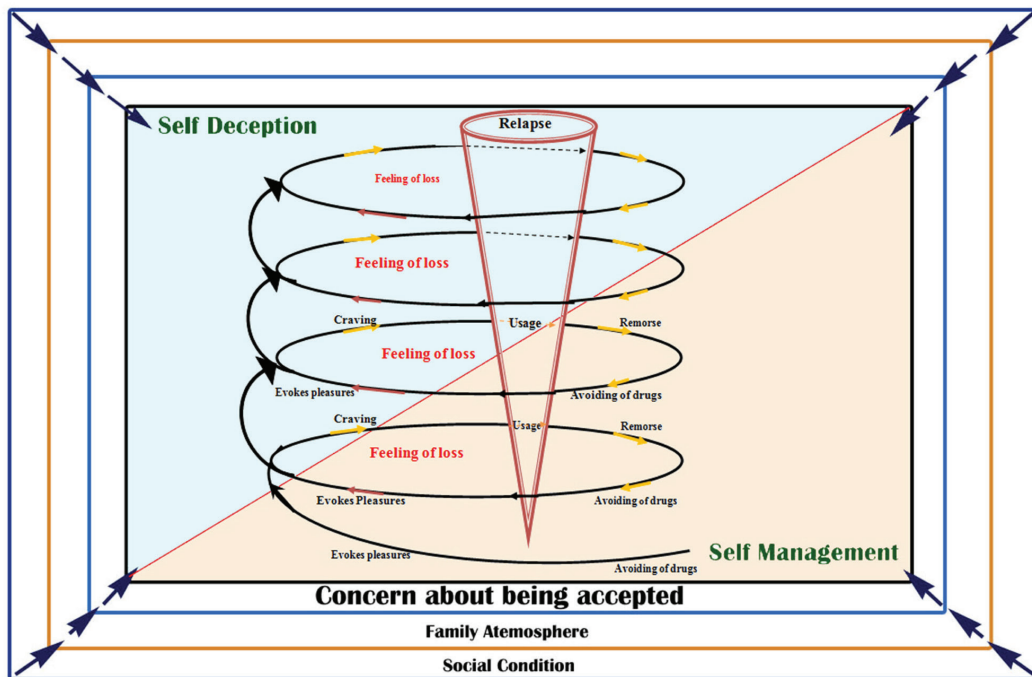 Self Deception
Relapse
Feeling of loss
Feeling of loss
Craving
Usage
Remorse
Feeling of loss
Evokes pleasures
Avoiding of drugs
Craving
Usage
Remorse
Feeling of loss
Evokes Pleasures
Avoiding of drugs
Self Management
Evokes pleasures
Avoiding of drugs
Concern about being accepted
Family Atemosphere
Social Condition